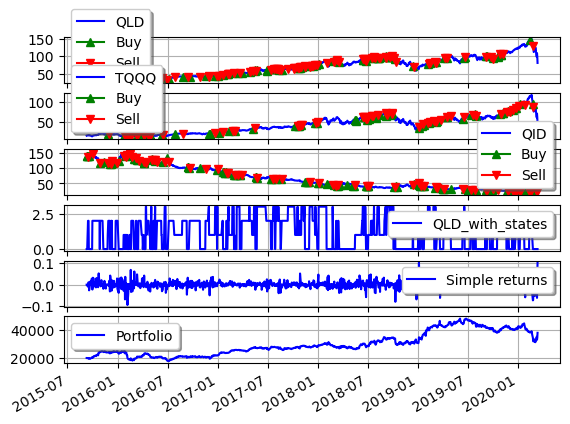 QLD
Buy
Sell
150
100
50
TQQQ
Buy
Sell
100
50
QID
Buy
Sell
150
100
50
QLD_with_states
2.5
0.0
Simple returns
0.1
0.0
-0.1
Portfolio
40000
20000
2015-07
2016-01
2016-07
2017-01
2017-07
2018-01
2018-07
2019-01
2019-07
2020-01